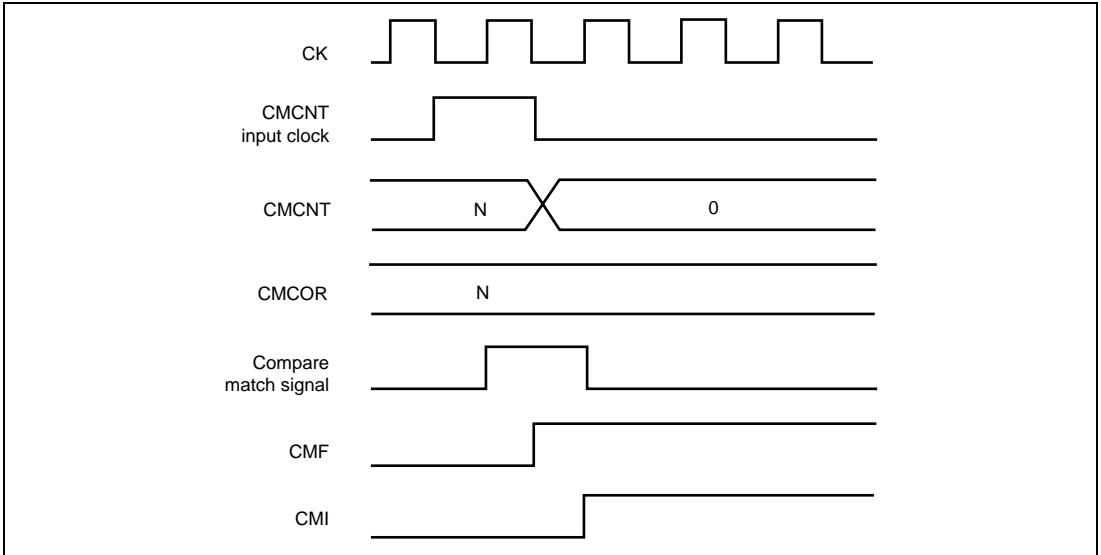 CK
CMCNT
input clock
CMCNT
N
0
CMCOR
N
Compare
match signal
CMF
CMI